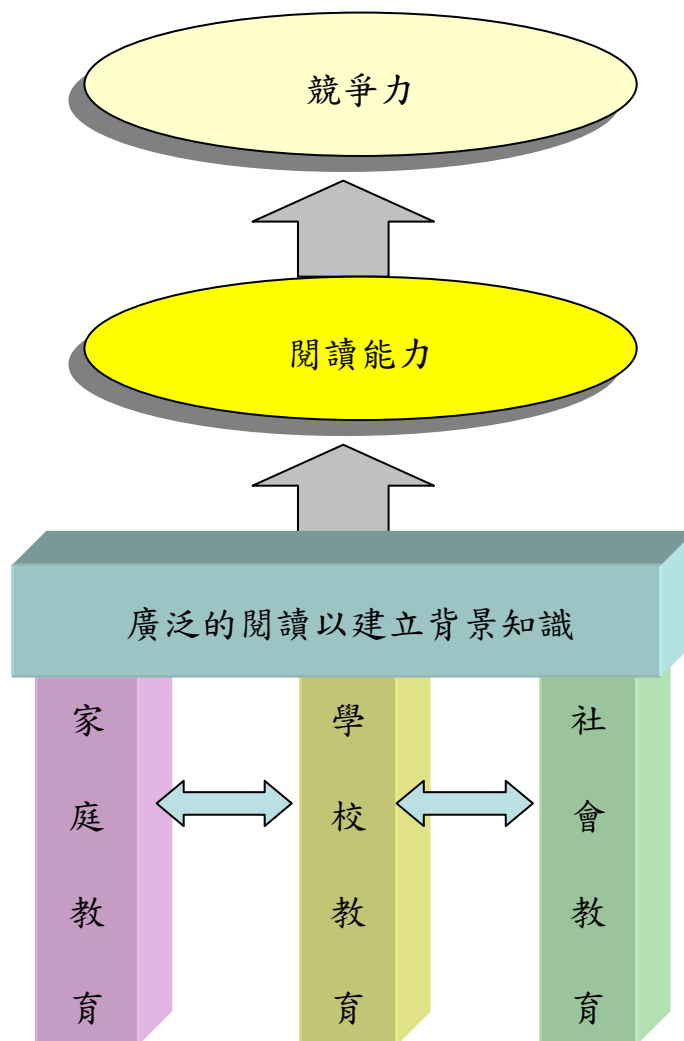 競爭力
閱讀能力
廣泛的閱讀以建立背景知識
家庭教育
學校教育
社會教育